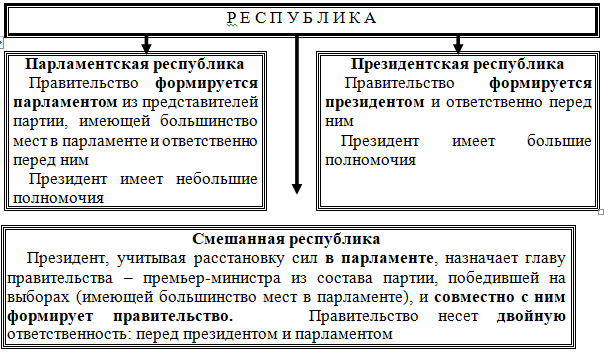 Р Е С П У Б Л И К А
Парламентская республика
Правительство формируется
парламентом из представителей
партии, имеющей большинство
мест в парламенте и ответственно
перед ним
Президент имеет небольшие
полномочия
Президентская республика
Правительство формируется
президентом и ответственно перед
ним
Президент имеет большие
полномочия
Смешанная республика
Президент, учитывая расстановку сил в парламенте, назначает главу
правительства – премьер-министра из состава партии, победившей на
выборах (имеющей большинство мест в парламенте), и совместно с ним
формирует правительство. Правительство несет двойную
ответственность: перед президентом и парламентом